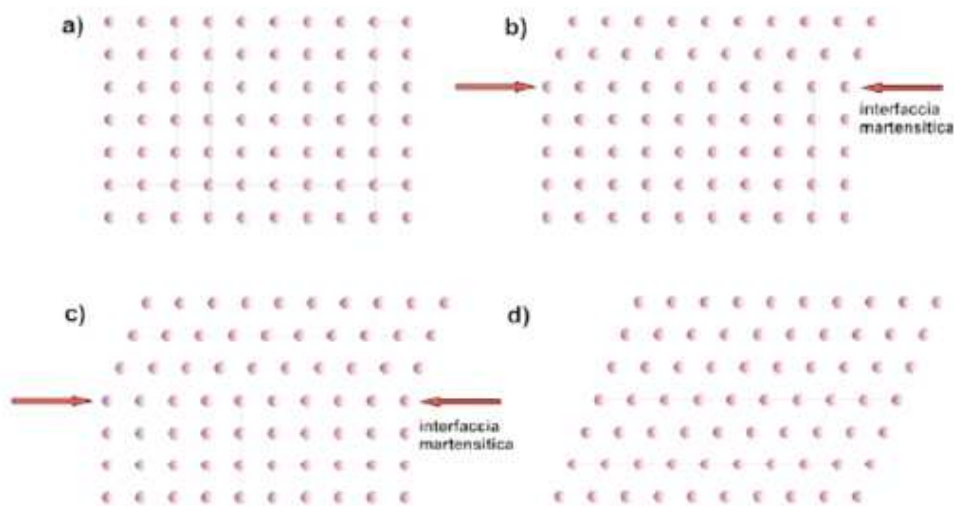 a)
b)
interfaccia
martensitica
c)
d)
interfaccia
martensitica